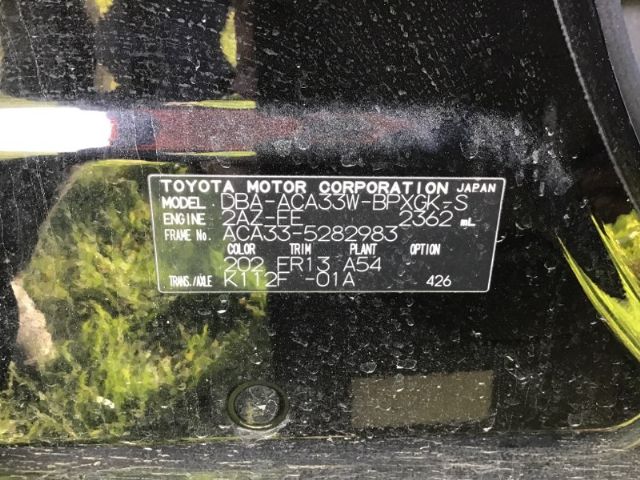 TOYOTA MOTOR CORPORATION JAPAN
MODEL DBA-ACA33W-BPXGK-S
ENGINE 2AZ-FE 2362 mL
FRAME No. ACA33-5282983
COLOR TRIM PLANT OPTION
202 FR13 A54
TRANS./AXLE K112F -01A 426